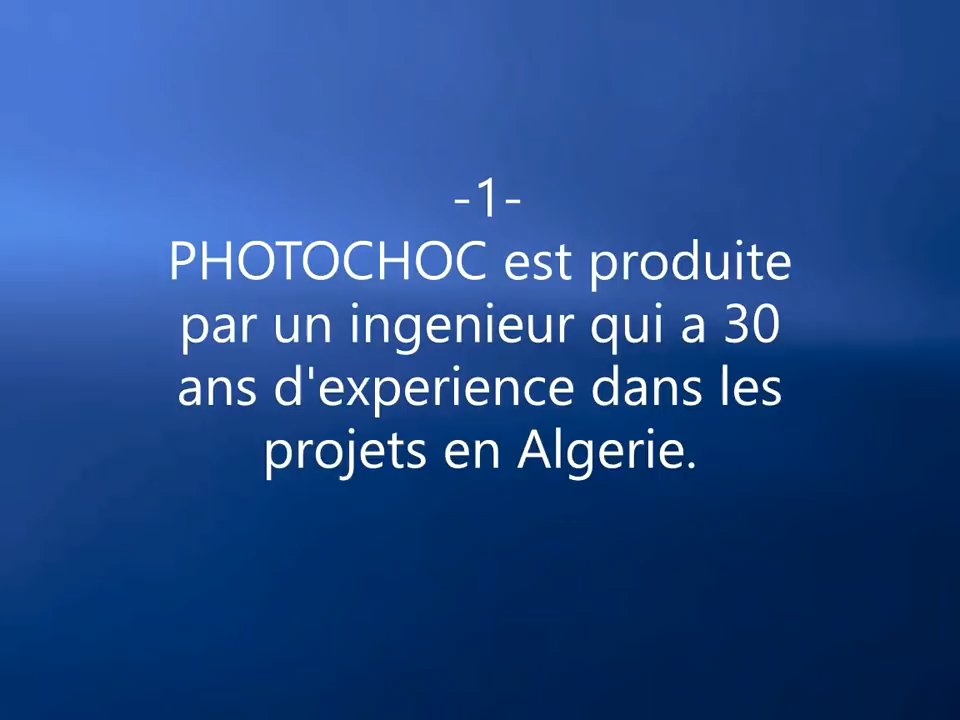 -1-
PHOTOCHOC est produite
par un ingenieur qui a 30
ans d'experience dans les
projets en Algerie.